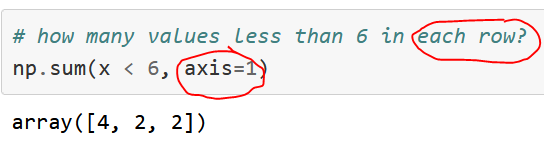 # how many values less than 6 in each row?
np.sum(x < 6, axis=1)
array([4, 2, 2])